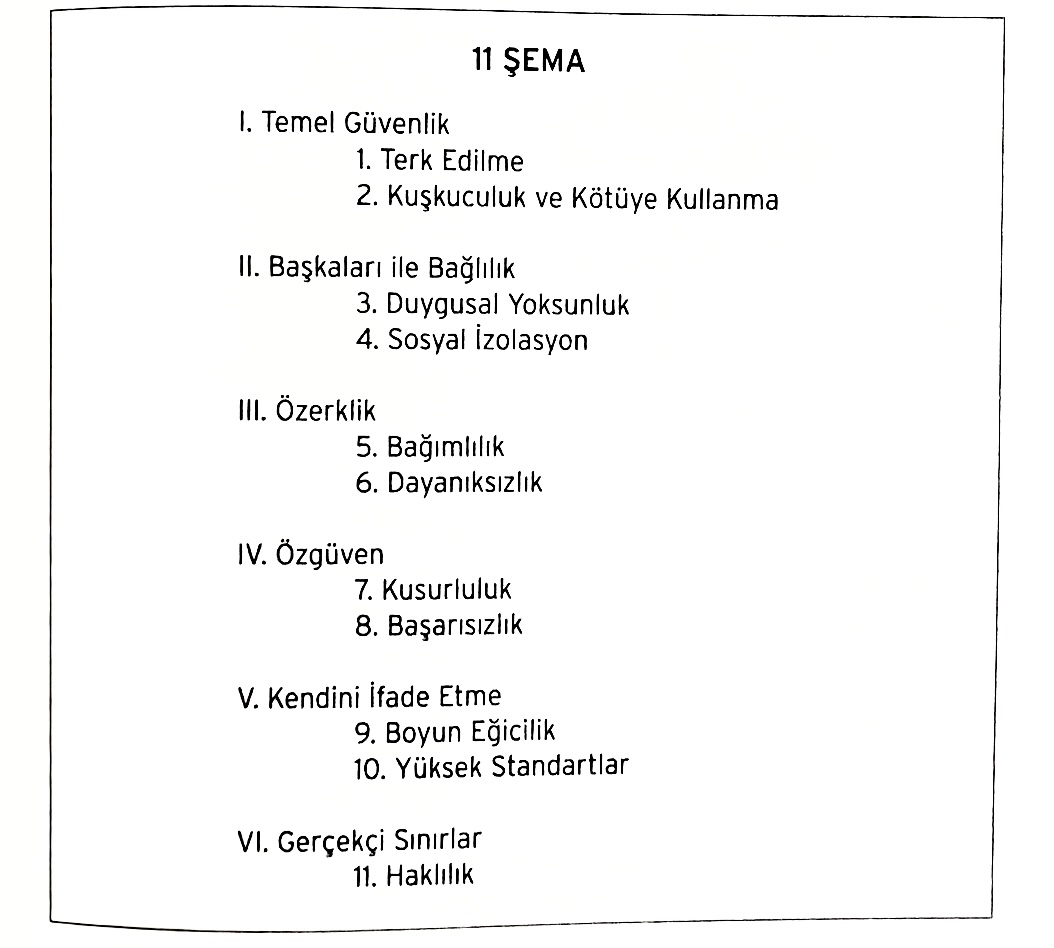 11 ŞEMA
I. Temel Güvenlik
1. Terk Edilme
2. Kuşkuculuk ve Kötüye Kullanma
II. Başkaları ile Bağlılık
3. Duygusal Yoksunluk
4. Sosyal İzolasyon
III. Özerklik
5. Bağımlılık
6. Dayanıksızlık
IV. Özgüven
7. Kusurluluk
8. Başarısızlık
V. Kendini İfade Etme
9. Boyun Eğicilik
10. Yüksek Standartlar
VI. Gerçekçi Sınırlar
11. Haklılık